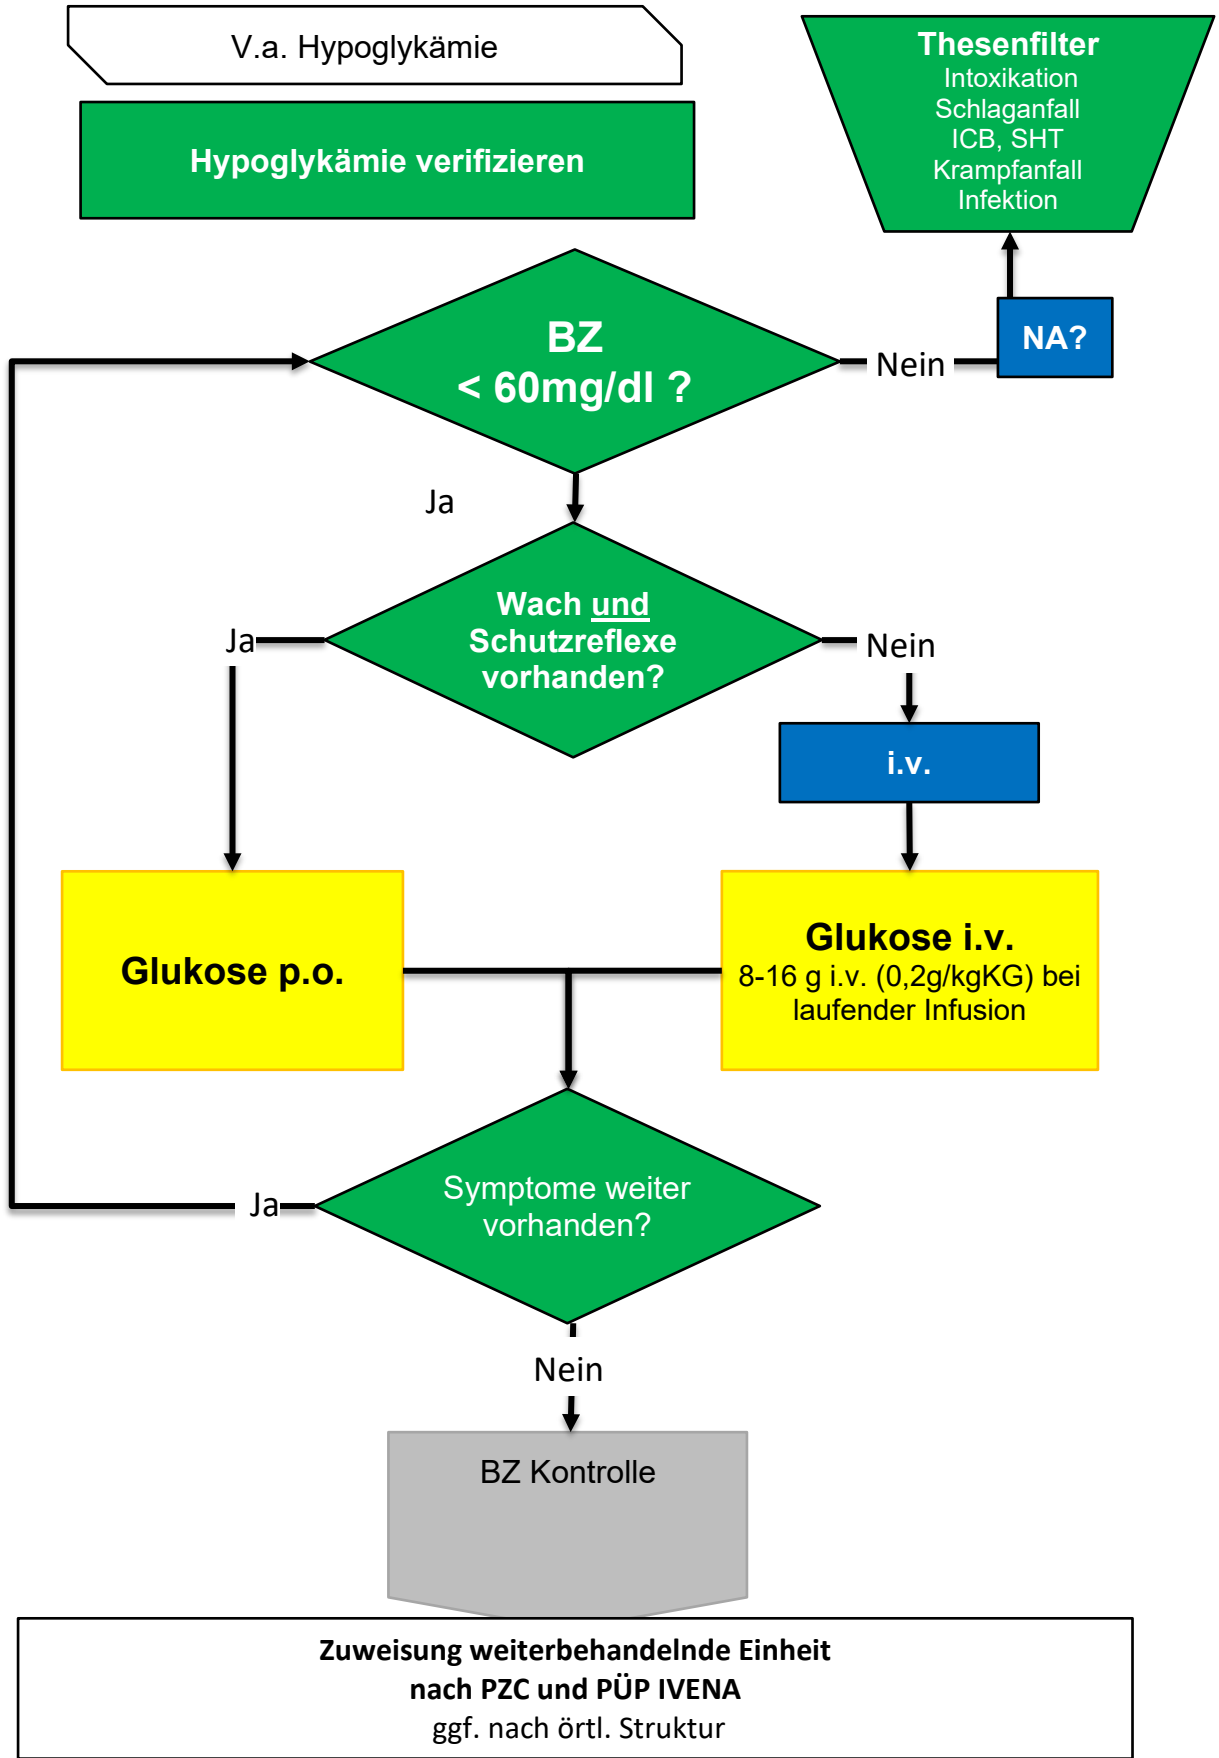 V.a. Hypoglykämie
Thesenfilter
Intoxikation
Schlaganfall
ICB, SHT
Krampfanfall
Infektion
Hypoglykämie verifizieren
NA?
BZ
< 60mg/dl ?
Nein
Ja
Wach und
Schutzreflexe
vorhanden?
Ja
Nein
i.v.
Glukose p.o.
Glukose i.v.
8-16 g i.v. (0,2g/kgKG) bei
laufender Infusion
Symptome weiter
vorhanden?
Ja
Nein
BZ Kontrolle
Zuweisung weiterbehandelnde Einheit
nach PZC und PÜP IVENA
ggf. nach örtl. Struktur